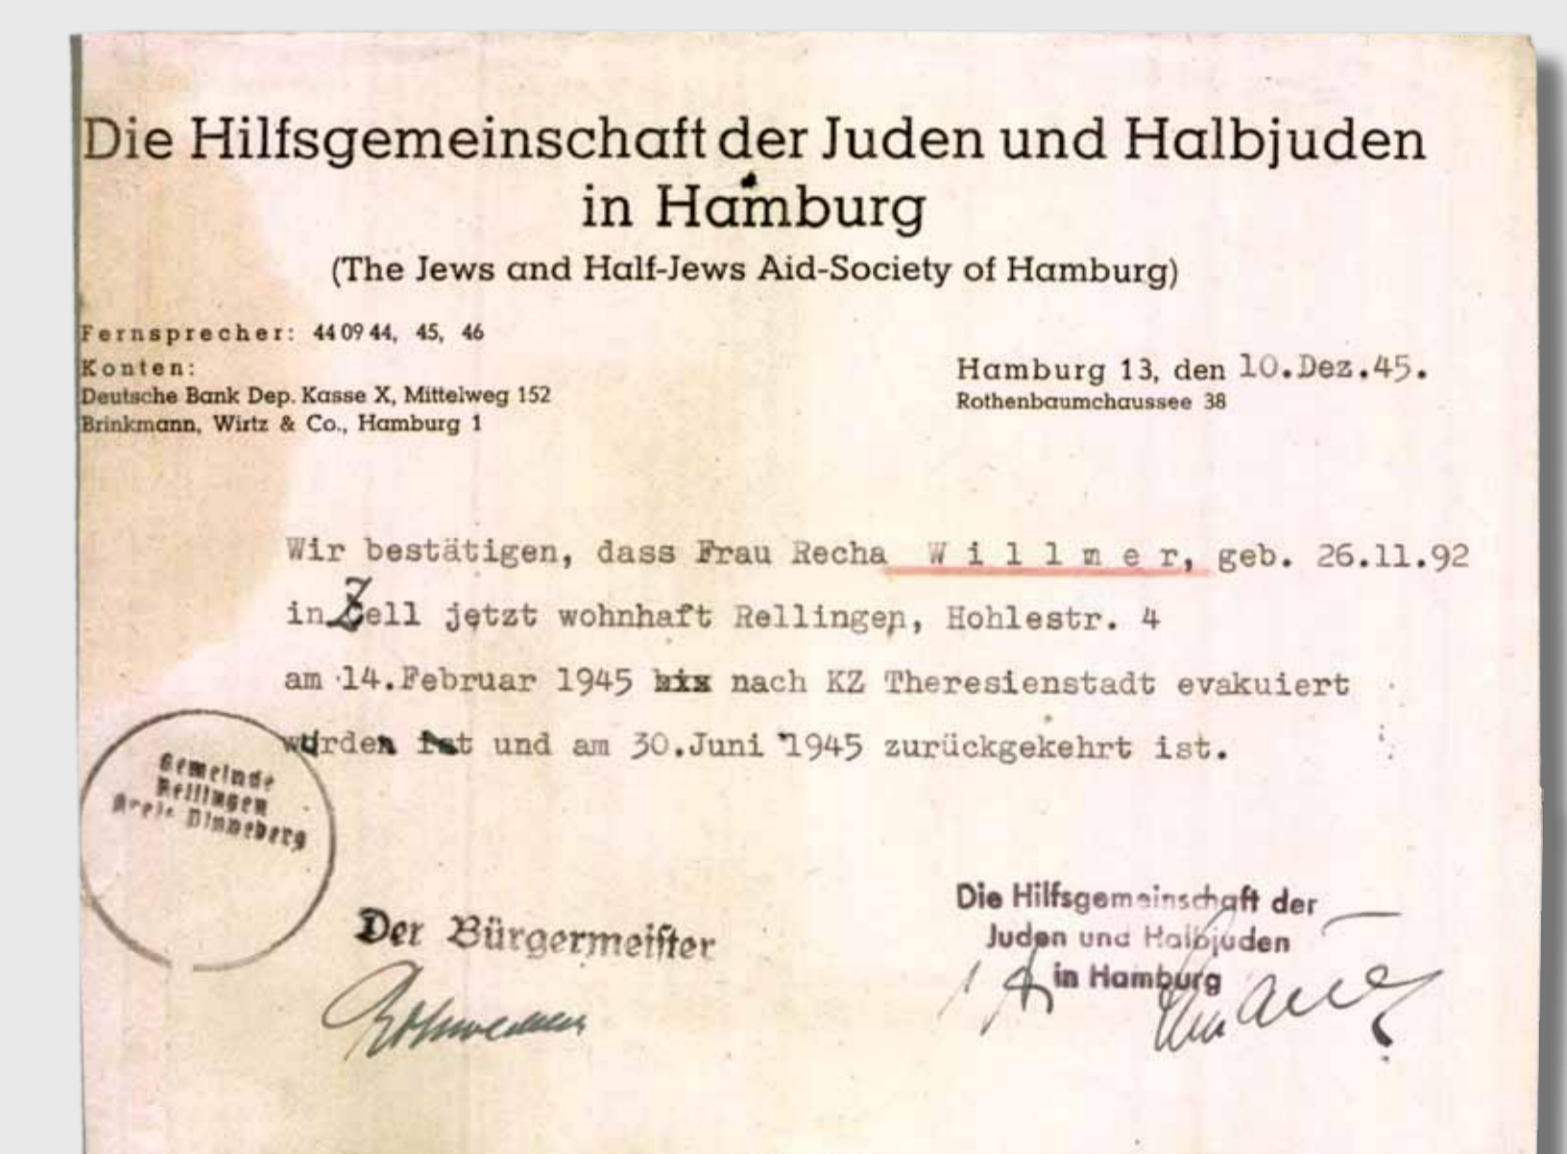 Die Hilfsgemeinschaft der Juden und Halbjuden
in Hamburg
(The Jews and Half-Jews Aid-Society of Hamburg)
Fernsprecher: 44 09 44, 45, 46
Konten:
Deutsche Bank Dep. Kasse X, Mittelweg 152
Brinkmann, Wirtz & Co., Hamburg 1
Hamburg 13, den 10.Dez.45.
Rothenbaumchaussee 38
Wir bestätigen, dass Frau Recha W i l l m e r, geb. 26.11.92
in Zell jetzt wohnhaft Rellingen, Hohlestr. 4
am 14.Februar 1945 bis nach KZ Theresienstadt evakuiert
wurden und am 30.Juni 1945 zurückgekehrt ist.
Gemeinde
Rellingen
Kreis Pinneberg
Der Bürgermeister
Die Hilfsgemeinschaft der
Juden und Halbjuden
in Hamburg